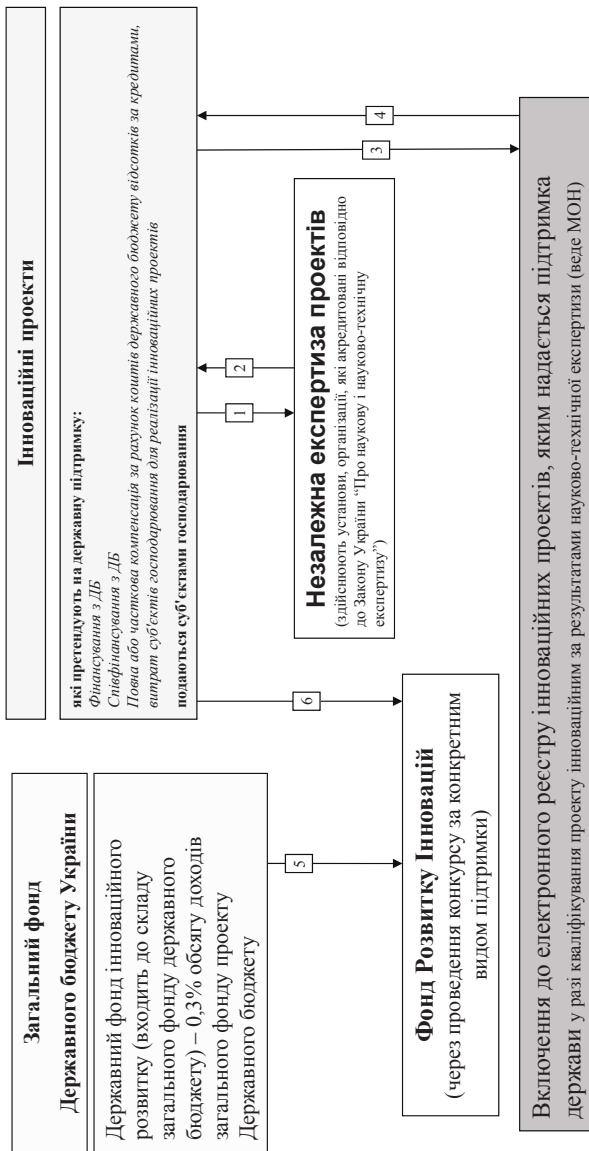 Загальний фонд
Державного бюджету України
Державний фонд інноваційного
розвитку (входить до складу
загального фонду державного
бюджету) – 0,3% обсягу доходів
загального фонду проекту
Державного бюджету
5
Фонд Розвитку Інновацій
(через проведення конкурсу за конкретним
видом підтримки)
Інноваційні проекти
які претендують на державну підтримку:
Фінансування з ДБ
Співфінансування з ДБ
Повна або часткова компенсація за рахунок коштів державного бюджету відсотків за кредитами,
витрат суб'єктів господарювання для реалізації інноваційних проектів
подаються суб'єктами господарювання
6
1
2
3
4
Незалежна експертиза проектів
(здійснюють установи, організації, які акредитовані відповідно
до Закону України “Про наукову і науково-технічну
експертизу”)
Включення до електронного реєстру інноваційних проектів, яким надається підтримка
держави у разі кваліфікування проекту інноваційним за результатами науково-технічної експертизи (веде МОН)